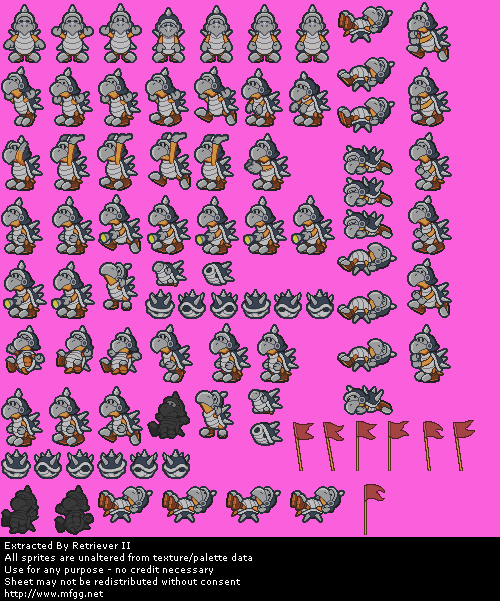 Extracted By Retriever II
All sprites are unaltered from texture/palette data
Use for any purpose - no credit necessary
Sheet may not be redistributed without consent
http://www.mfgg.net